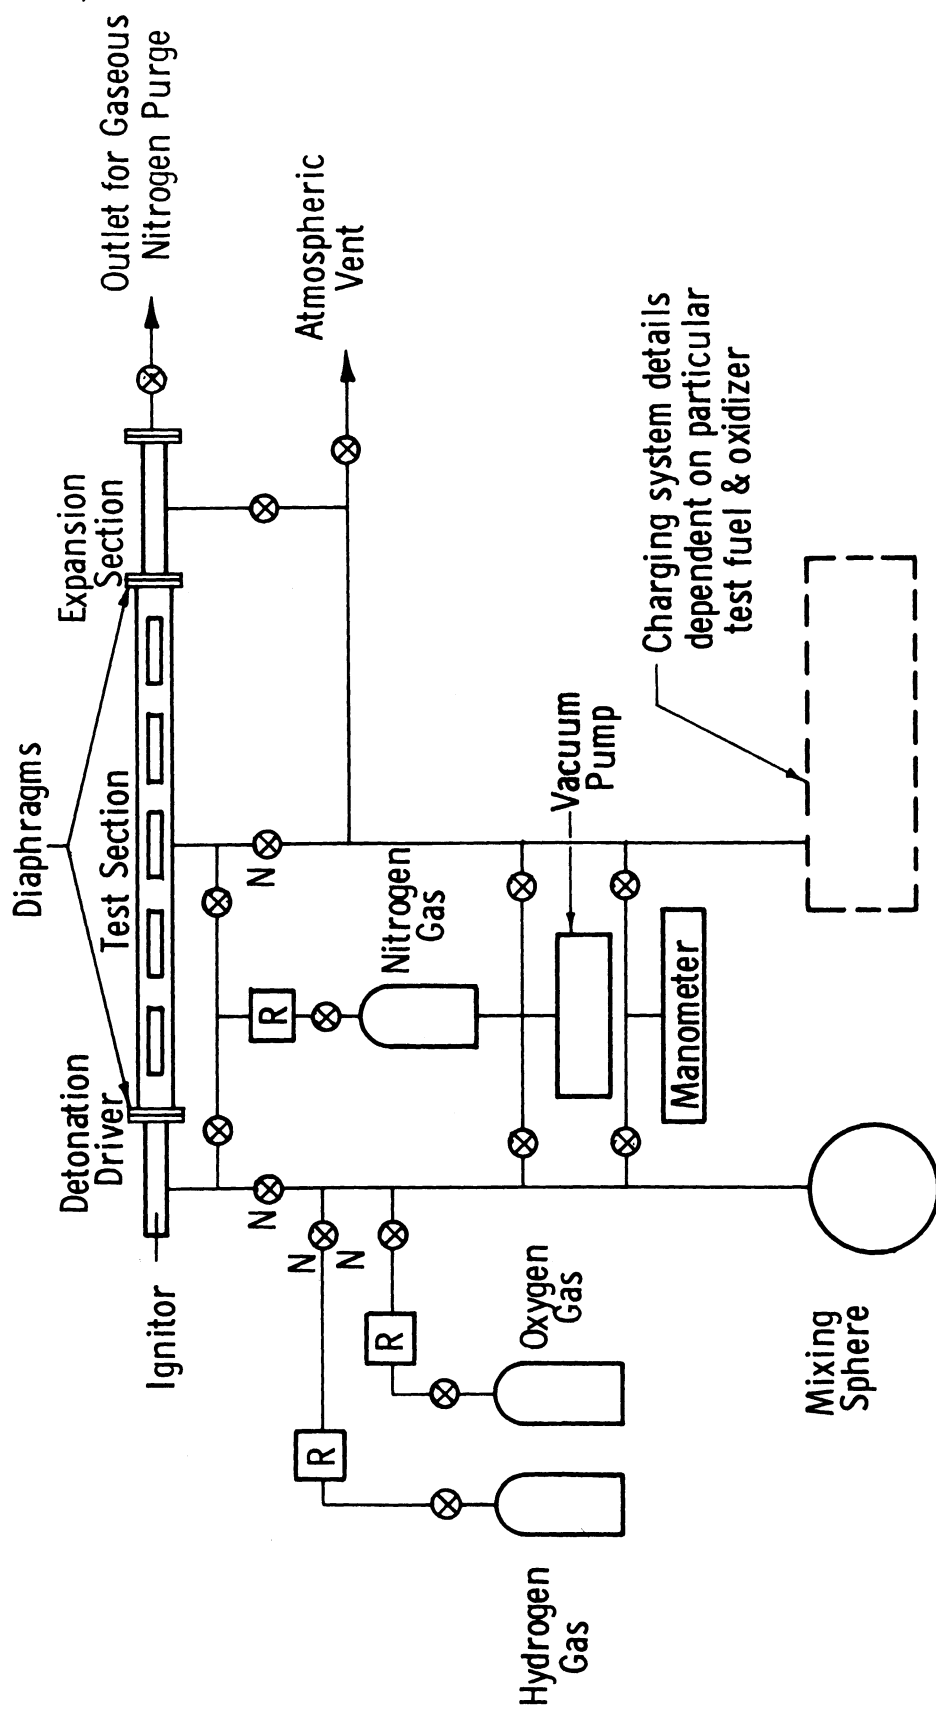 Diaphragms
Detonation
Driver
Test Section
Expansion
Section
Outlet for Gaseous
Nitrogen Purge
Ignitor
N
N
N
N
Atmospheric
Vent
R
R
R
Nitrogen
Gas
Hydrogen
Gas
Oxygen
Gas
Vacuum
Pump
Manometer
Charging system details
dependent on particular
test fuel & oxidizer
Mixing
Sphere